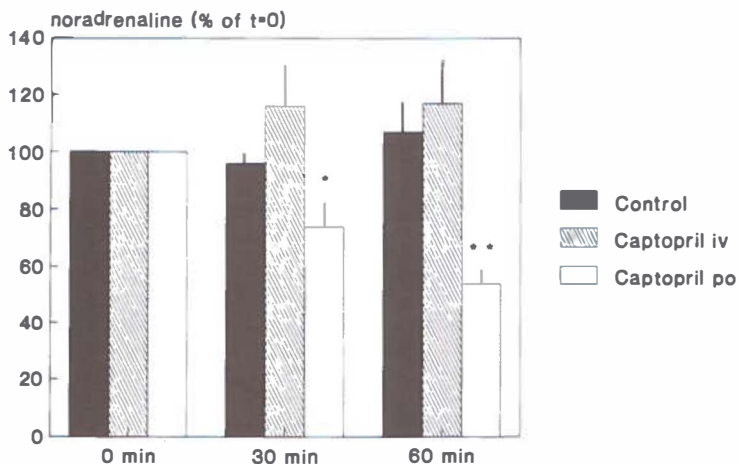 noradrenaline (% of t=0)
140
120
100
80
60
40
20
0
*
* *
0 min
30 min
60 min
Control
Captopril iv
Captopril po